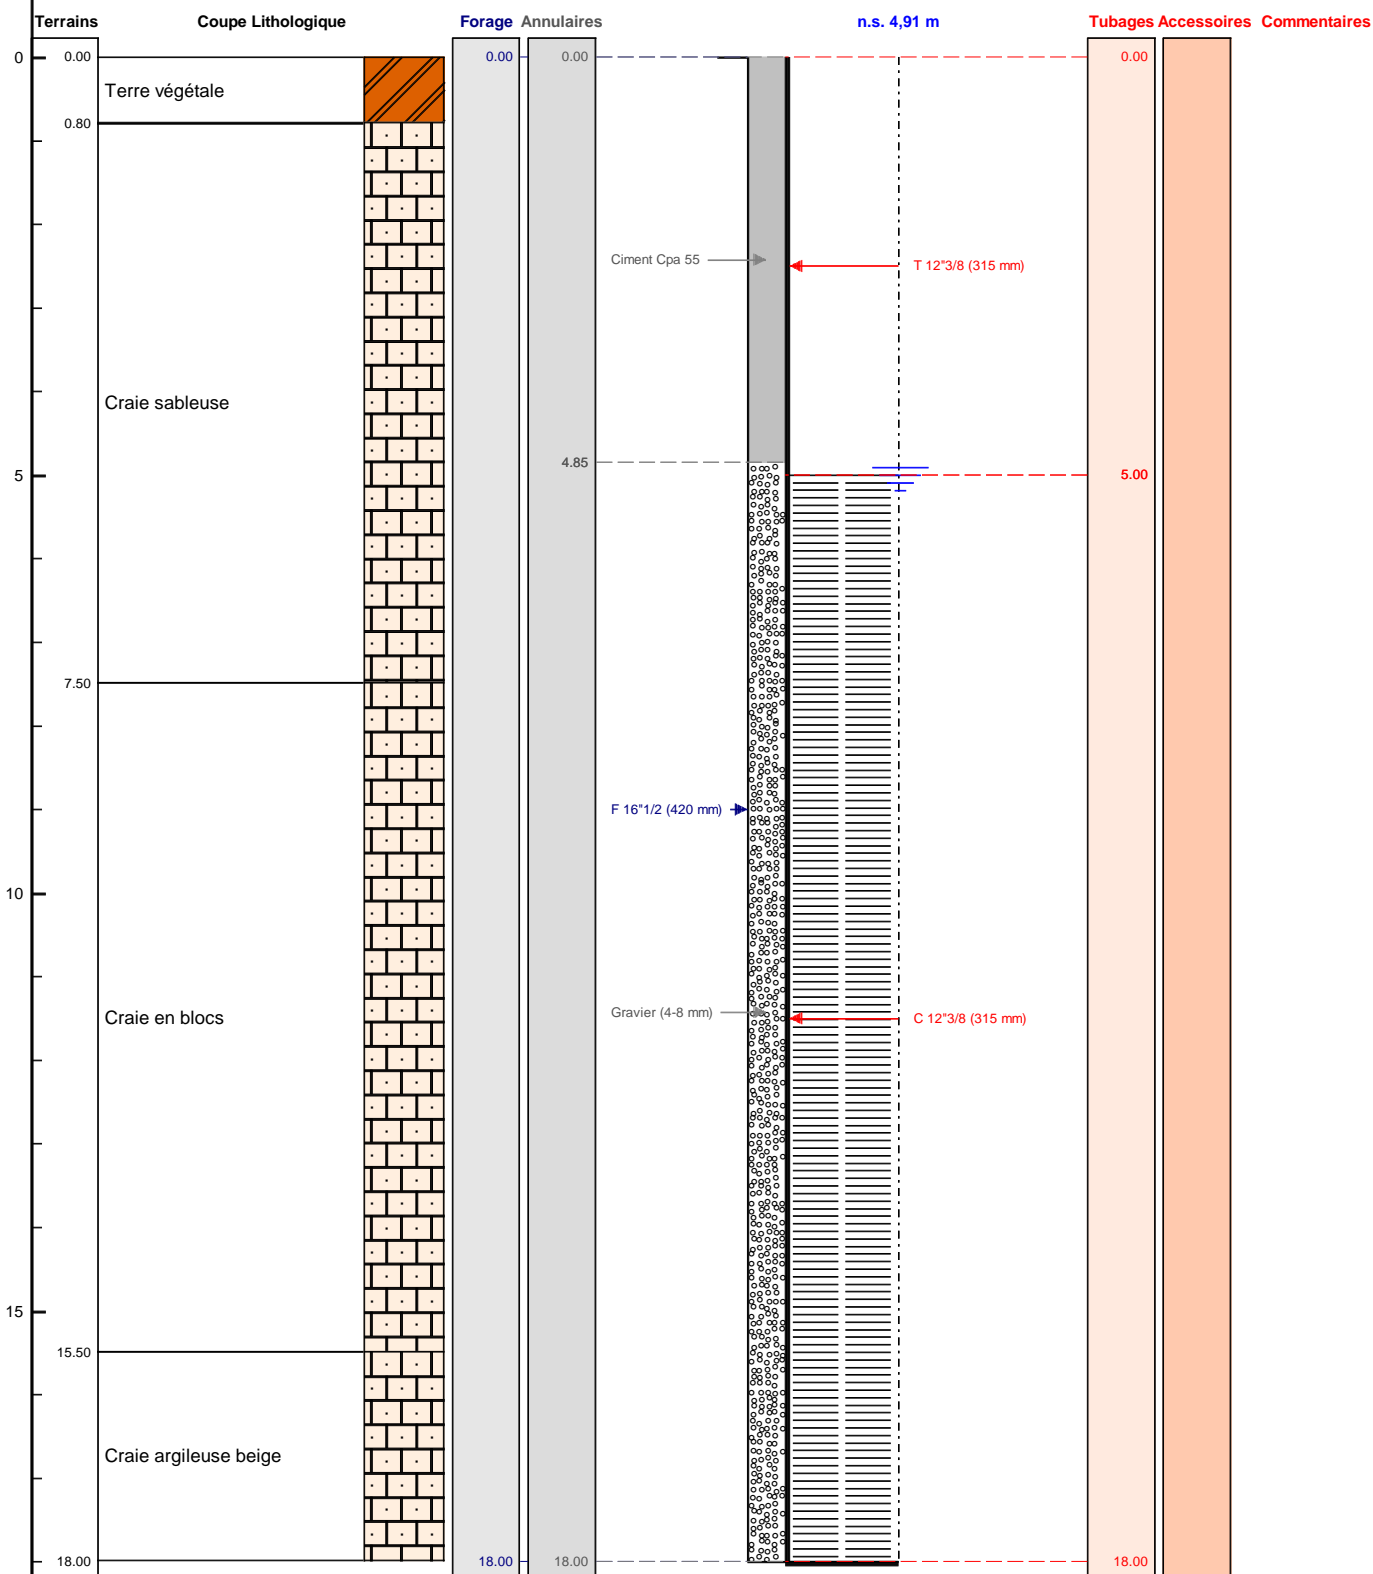 Terrains Coupe Lithologique Forage Annulaires n.s. 4,91 m Tubages Accessoires Commentaires
0 0.00 0.00 0.00 0.00
Terre végétale
0.80
Ciment Cpa 55 T 12"3/8 (315 mm)
Craie sableuse
4.85
5 5.00
7.50
F 16"1/2 (420 mm)
10
Gravier (4-8 mm) C 12"3/8 (315 mm)
Craie en blocs
15
15.50
Craie argileuse beige
18.00 18.00 18.00 18.00